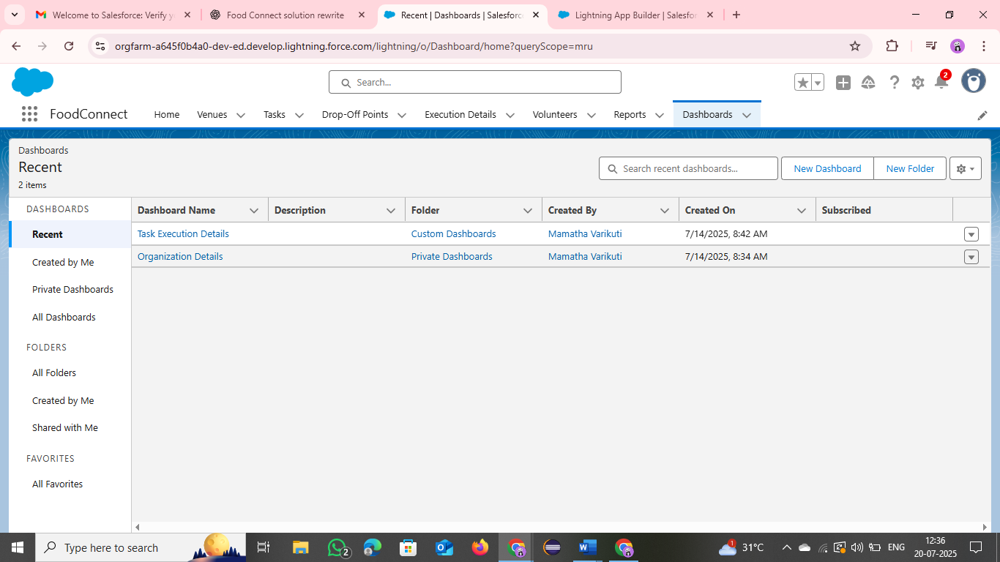 Welcome to Salesforce: Verify y
Food Connect solution rewrite
Recent | Dashboards | Salesforc
Lightning App Builder | Salesfo
orgfarm-a645f0b4a0-dev-ed.develop.lightning.force.com/lightning/o/Dashboard/home?queryScope=mru
Search...
2
FoodConnect
Home
Venues
Tasks
Drop-Off Points
Execution Details
Volunteers
Reports
Dashboards
Dashboards
Recent
2 items
Search recent dashboards...
New Dashboard
New Folder
DASHBOARDS
Recent
Created by Me
Private Dashboards
All Dashboards
FOLDERS
All Folders
Created by Me
Shared with Me
FAVORITES
All Favorites
Dashboard Name Description Folder Created By Created On Subscribed
Task Execution Details Custom Dashboards Mamatha Varikuti 7/14/2025, 8:42 AM
Organization Details Private Dashboards Mamatha Varikuti 7/14/2025, 8:34 AM
Type here to search
2
1
31°C
ENG
12:36
20-07-2025